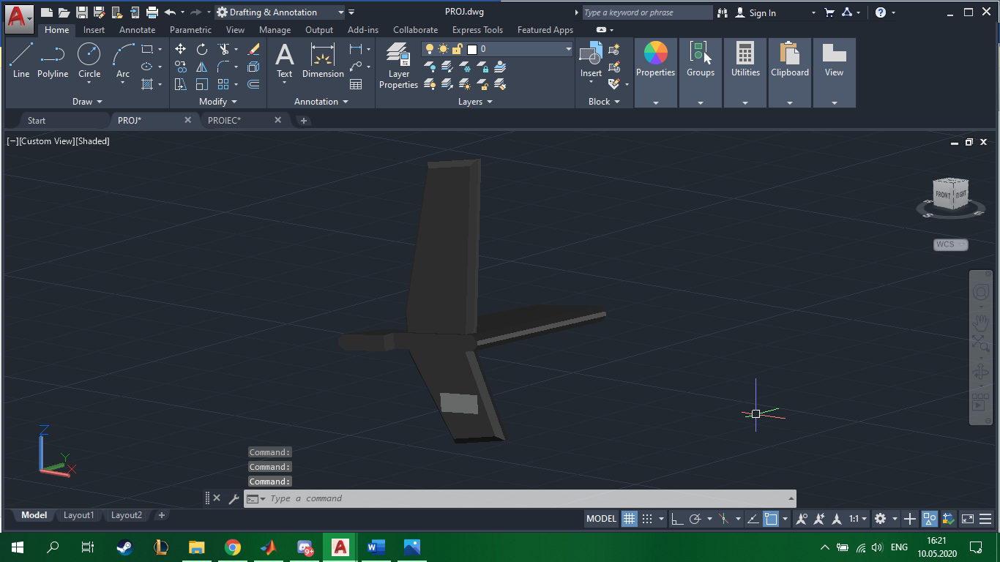 A Drafting & Annotation PROJ.dwg Type a keyword or phrase Sign In ?
Home Insert Annotate Parametric View Manage Output Add-ins Collaborate Express Tools Featured Apps
0
Line Polyline Circle Arc
A
Text Dimension
Layer
Properties
Insert
Properties Groups Utilities Clipboard View
Draw Modify Annotation Layers Block
Start PROJ* PROIEC*
[−][Custom View][Shaded]
FRONT RIGHT
S E
WCS
Z
Y
X
Command:
Command:
Command:
Type a command
Model Layout1 Layout2 +
MODEL 1:1
9+ A W
ENG 16:21
10.05.2020